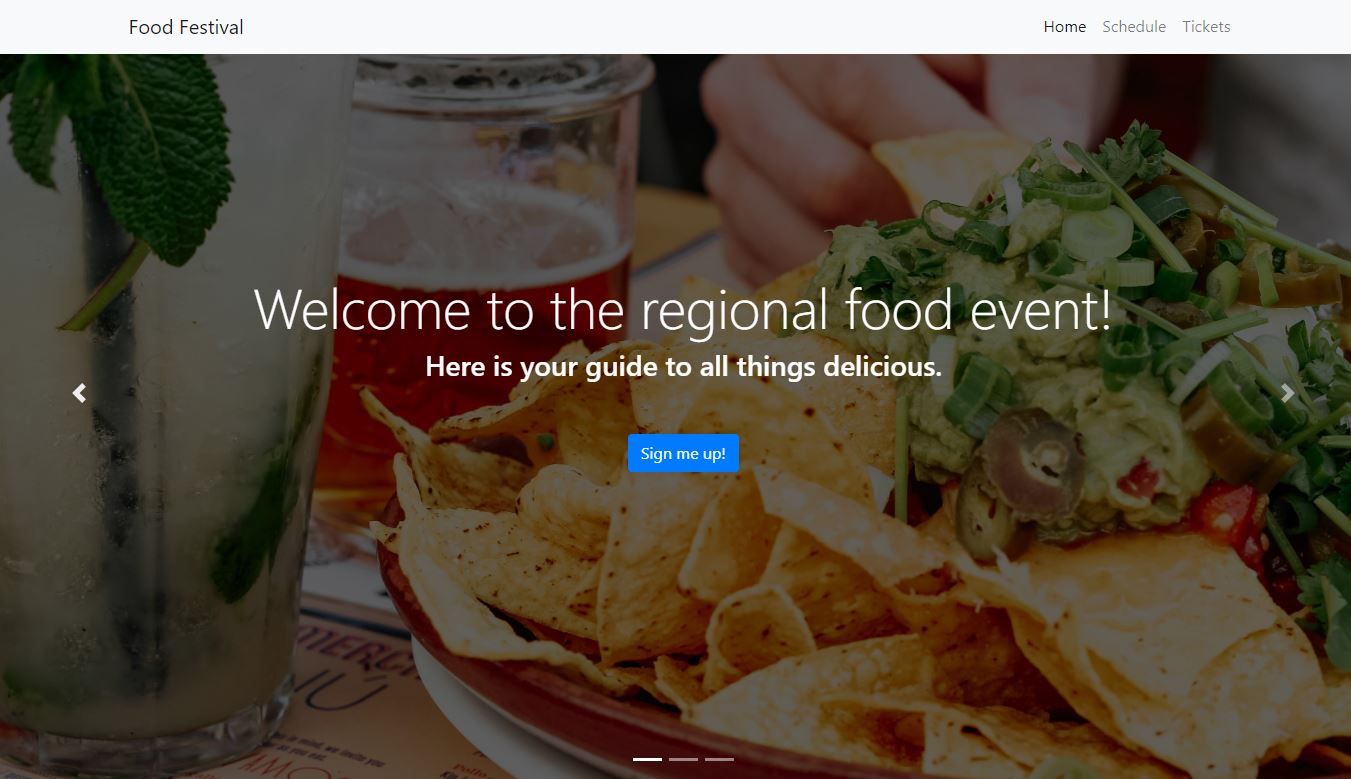 Food Festival
Home Schedule Tickets
Welcome to the regional food event!
Here is your guide to all things delicious.
Sign me up!
MERC